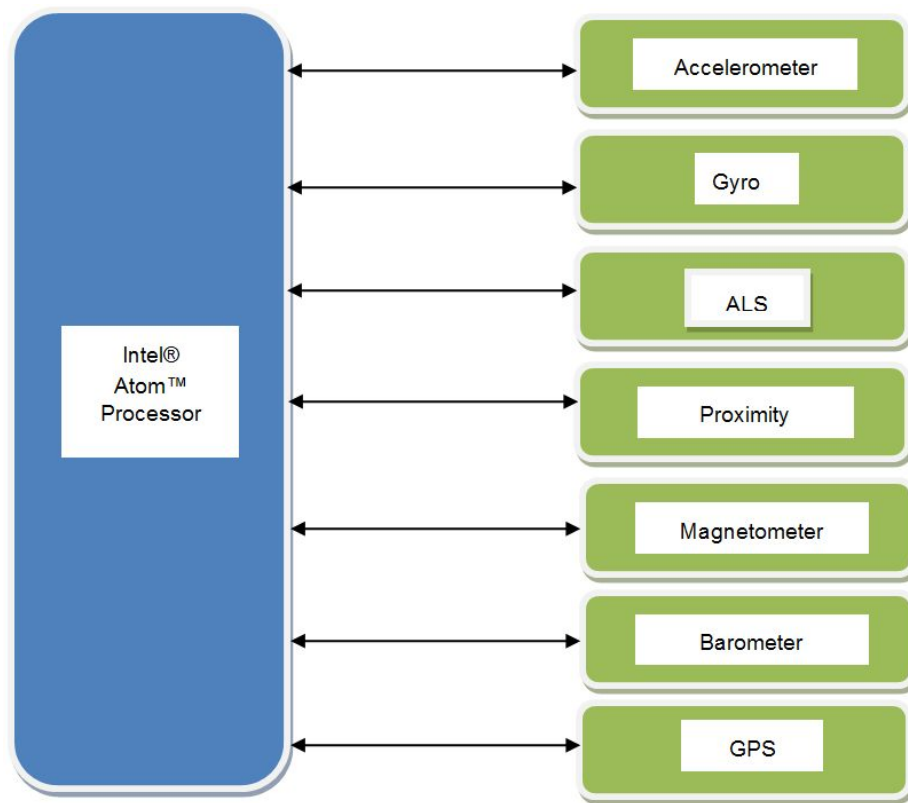 Intel®
Atom™
Processor
Accelerometer
Gyro
ALS
Proximity
Magnetometer
Barometer
GPS